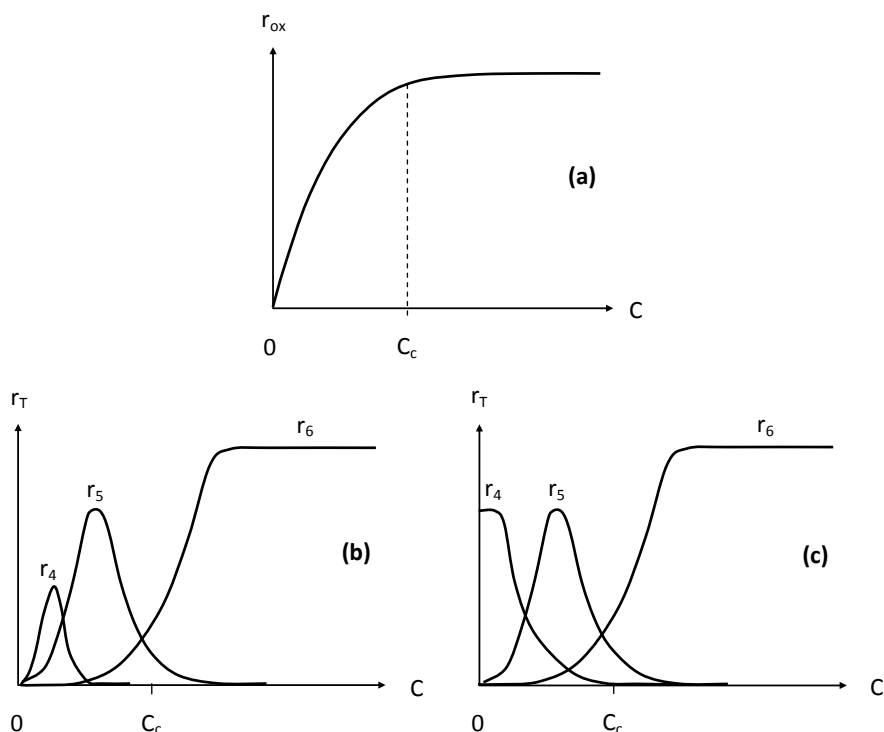 r_ox
(a)
C
0 C_c
r_T r_T
r_6 r_6
r_5 r_4 r_5
r_4 (b) (c)
C C
0 C_c 0 C_c